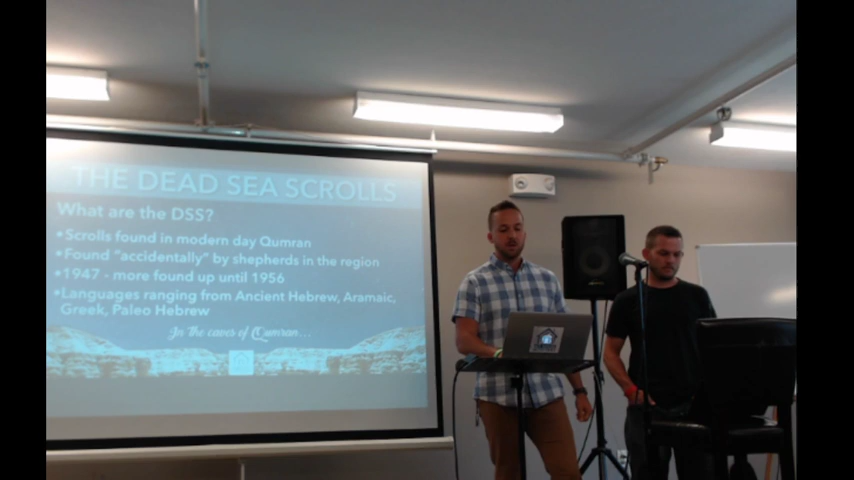 THE DEAD SEA SCROLLS
What are the DSS?
•Scrolls found in modern day Qumran
•Found "accidentally" by shepherds in the region
•1947 - more found up until 1956
•Languages ranging from Ancient Hebrew, Aramaic,
Greek, Paleo Hebrew
In the caves of Qumran...